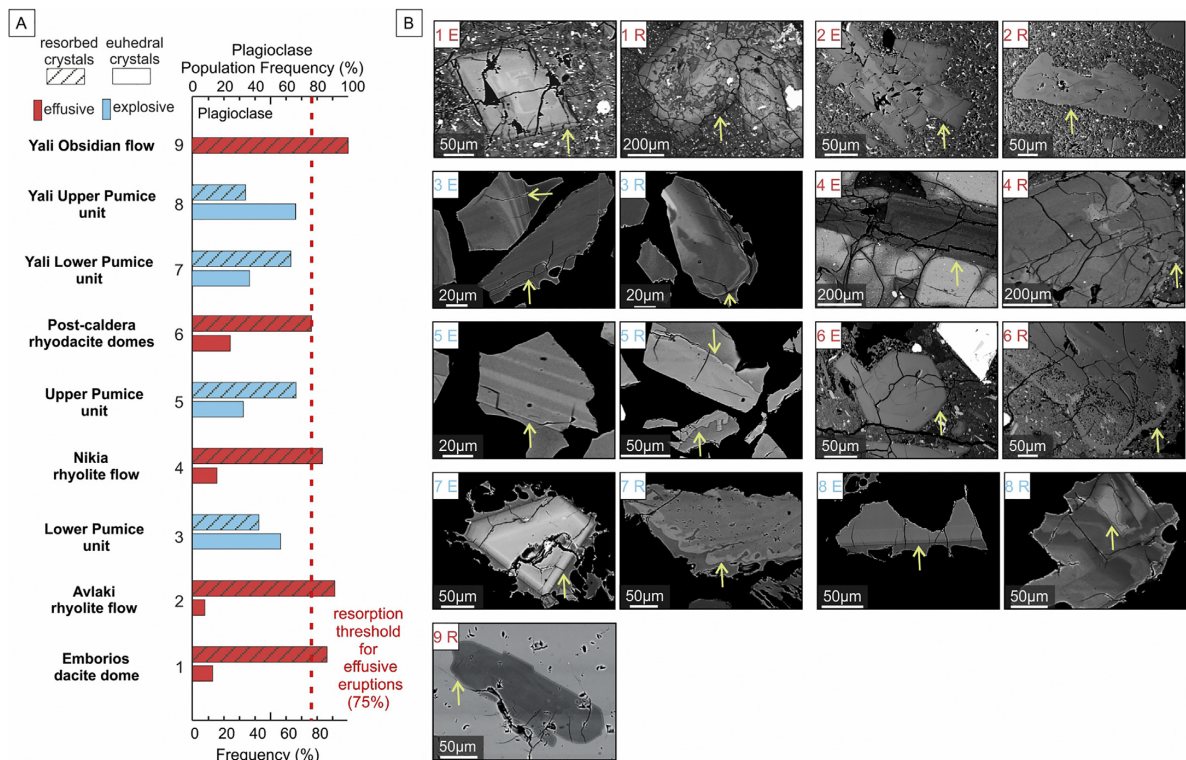 A
resorbed
crystals
euhedral
crystals
effusive
explosive
Plagioclase
Population Frequency (%)
0 20 40 60 80 100
Plagioclase
Yali Obsidian flow 9
Yali Upper Pumice
unit
8
Yali Lower Pumice
unit
7
Post-caldera
rhyodacite domes
6
Upper Pumice
unit
5
Nikia
rhyolite flow
4
Lower Pumice
unit
3
Avlaki
rhyolite flow
2
Emborios
dacite dome
1
resorption
threshold
for
effusive
eruptions
(75%)
0 20 40 60 80
Frequency (%)
B
1 E
50µm
1 R
200µm
2 E
50µm
2 R
50µm
3 E
20µm
3 R
20µm
4 E
200µm
4 R
200µm
5 E
20µm
5 R
50µm
6 E
50µm
6 R
50µm
7 E
50µm
7 R
50µm
8 E
50µm
8 R
50µm
9 R
50µm